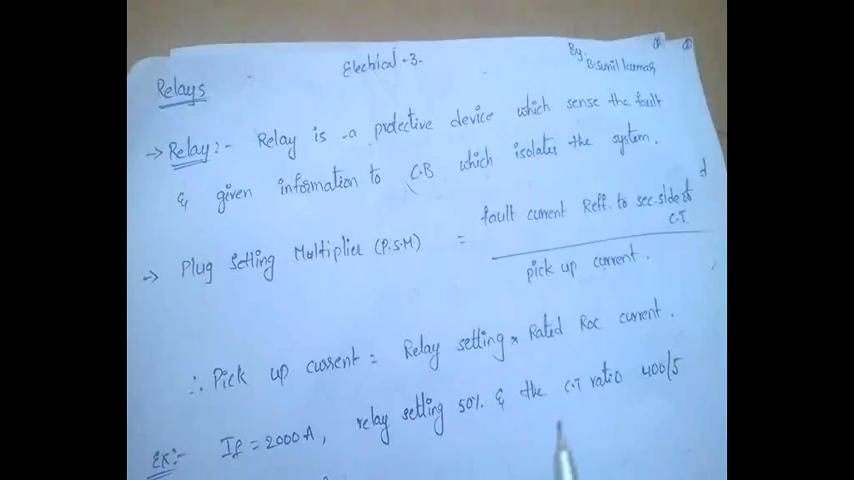 Electrical -3-
By.
B. Sunil kumar,
Relays
→ Relay :- Relay is a protective device which sense the fault
& given information to C.B which isolates the system.
→ Plug setting Multiplier (P.S.M) = fault current Reff. to sec. side of C.T. / pick up current.
∴ Pick up current = Relay setting × Rated current.
Ex:- If = 2000A, relay setting 50% & the C.T ratio 400/5